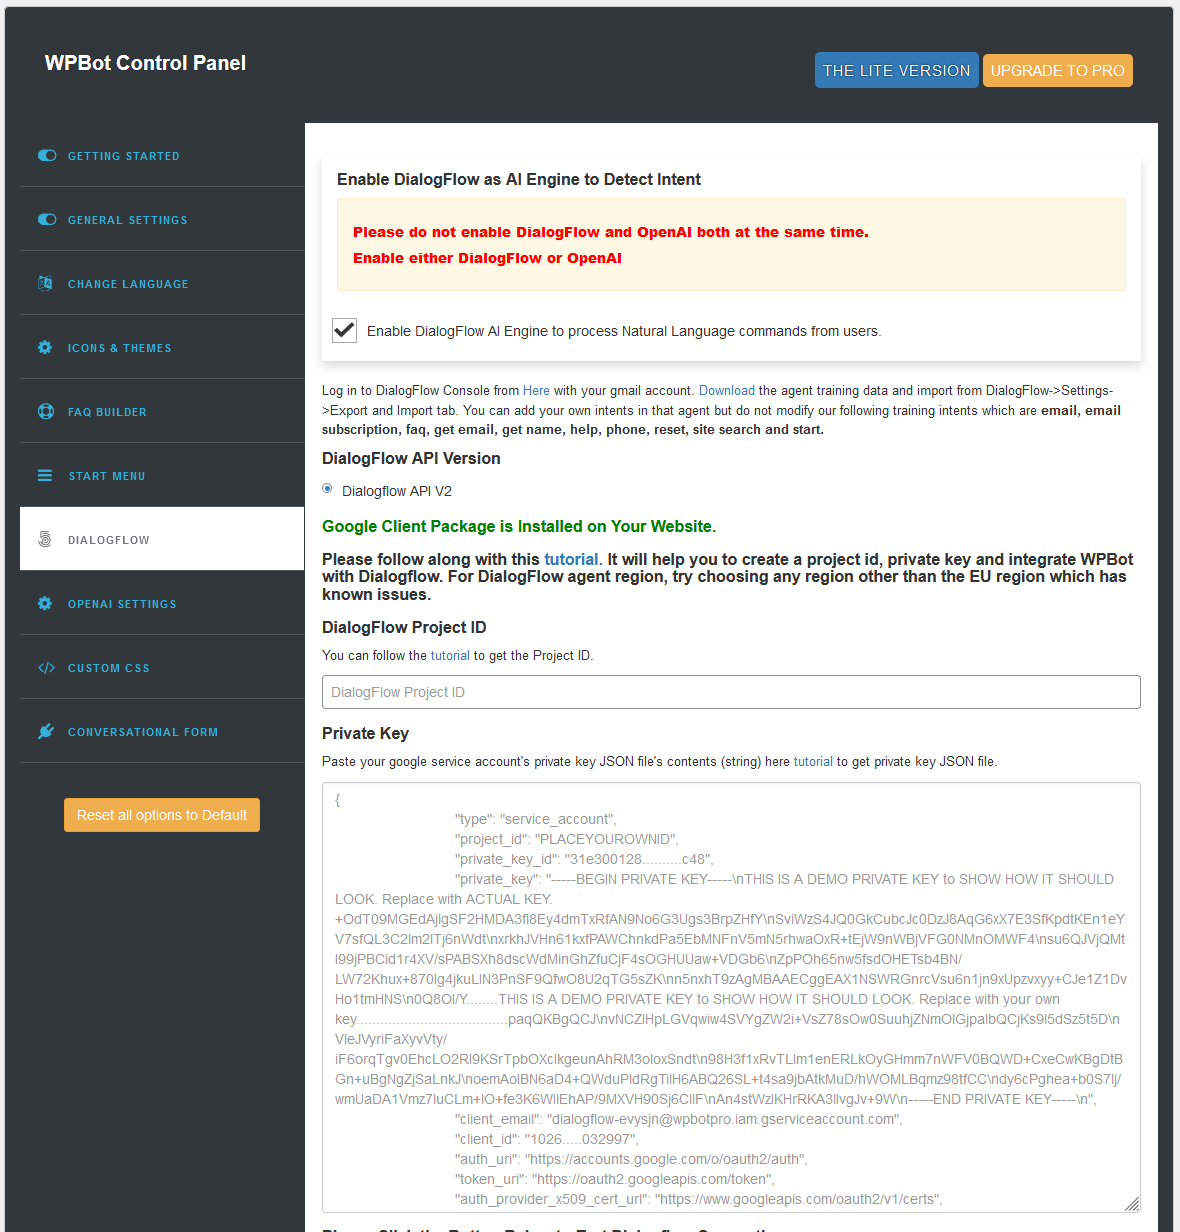 WPBot Control Panel
THE LITE VERSION
UPGRADE TO PRO
GETTING STARTED
GENERAL SETTINGS
CHANGE LANGUAGE
ICONS & THEMES
FAQ BUILDER
START MENU
DIALOGFLOW
OPENAI SETTINGS
CUSTOM CSS
CONVERSATIONAL FORM
Reset all options to Default
Enable DialogFlow as AI Engine to Detect Intent
Please do not enable DialogFlow and OpenAI both at the same time.
Enable either DialogFlow or OpenAI
Enable DialogFlow AI Engine to process Natural Language commands from users.
Log in to DialogFlow Console from Here with your gmail account. Download the agent training data and import from DialogFlow->Settings-
>Export and Import tab. You can add your own intents in that agent but do not modify our following training intents which are email, email
subscription, faq, get email, get name, help, phone, reset, site search and start.
DialogFlow API Version
Dialogflow API V2
Google Client Package is Installed on Your Website.
Please follow along with this tutorial. It will help you to create a project id, private key and integrate WPBot
with Dialogflow. For DialogFlow agent region, try choosing any region other than the EU region which has
known issues.
DialogFlow Project ID
You can follow the tutorial to get the Project ID.
DialogFlow Project ID
Private Key
Paste your google service account's private key JSON file's contents (string) here tutorial to get private key JSON file.
{
"type": "service_account",
"project_id": "PLACEYOUROWNID",
"private_key_id": "31e300128..........c48",
"private_key": "-----BEGIN PRIVATE KEY-----\nTHIS IS A DEMO PRIVATE KEY to SHOW HOW IT SHOULD
LOOK. Replace with ACTUAL KEY.
+OdT09MGEdAjlgSF2HMDA3fl8Ey4dmTxRfAN9No6G3Ugs3BrpZHfY\nSviWzS4JQ0GkCubcJc0DzJ8AqG6xX7E3SfKpdtKEn1eY
V7sfQL3C2lm2lTj6nWdt\nxrkhJVHn61kxfPAWChnkdPa5EbMNFnV5mN5rhwaOxR+tEjW9nWBjVFG0NMnOMWF4\nsu6QJVjQMt
l99jPBCid1r4XV/sPABSXh8dscWdMinGhZfuCjF4sOGHUUaw+VDGb6\nZpPOh65nw5fsdOHETsb4BN/
LW72Khux+870lg4jkuLlN3PnSF9QfwO8U2qTG5sZK\nn5nxhT9zAgMBAAECggEAX1NSWRGnrcVsu6n1jn9xUpzvxyy+CJe1Z1Dv
Ho1tmHNS\n0Q8Ol/Y........THIS IS A DEMO PRIVATE KEY to SHOW HOW IT SHOULD LOOK. Replace with your own
key......................................paqQKBgQCJ\nvNCZlHpLGVqwiw4SVYgZW2i+VsZ78sOw0SuuhjZNmOlGjpalbQCjKs9l5dSz5t5D\n
VleJVyriFaXyvVty/
iF6orqTgv0EhcLO2Rl9KSrTpbOXclkgeunAhRM3oloxSndt\n98H3f1xRvTLlm1enERLkOyGHmm7nWFV0BQWD+CxeCwKBgDtB
Gn+uBgNgZjSaLnkJ\noemAolBN6aD4+QWduPldRgTilH6ABQ26SL+t4sa9jbAtkMuD/hWOMLBqmz98tfCC\ndy6cPghea+b0S7lj/
wmUaDA1Vmz7luCLm+lO+fe3K6WllEhAP/9MXVH90Sj6CllF\nAn4stWzlKHrRKA3llvgJv+9W\n-----END PRIVATE KEY-----\n",
"client_email": "dialogflow-evysjn@wpbotpro.iam.gserviceaccount.com",
"client_id": "1026.....032997",
"auth_uri": "https://accounts.google.com/o/oauth2/auth",
"token_uri": "https://oauth2.googleapis.com/token",
"auth_provider_x509_cert_url": "https://www.googleapis.com/oauth2/v1/certs",